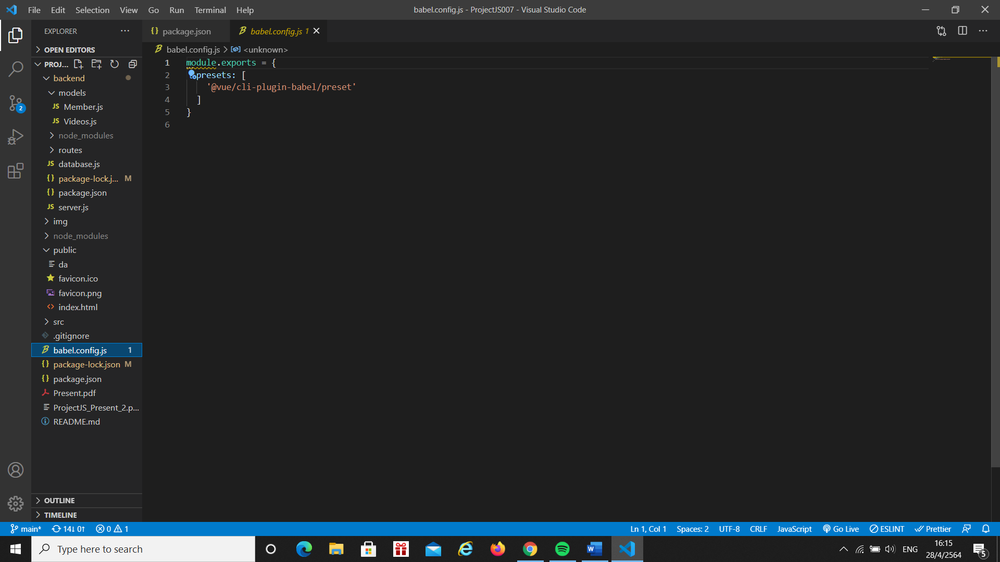 File Edit Selection View Go Run Terminal Help
babel.config.js - ProjectJS007 - Visual Studio Code
EXPLORER
OPEN EDITORS
PROJ...
backend
models
JS Member.js
JS Videos.js
node_modules
routes
JS database.js
{} package-lock.j... M
{} package.json
JS server.js
img
node_modules
public
da
favicon.ico
favicon.png
<> index.html
src
.gitignore
babel.config.js 1
{} package-lock.json M
{} package.json
Present.pdf
ProjectJS_Present_2.p...
README.md
OUTLINE
TIMELINE
2
{} package.json
babel.config.js 1
babel.config.js > <unknown>
1 module.exports = {
2 presets: [
3 '@vue/cli-plugin-babel/preset'
4 ]
5 }
6
main* 14↓ 0↑ 0 1
Ln 1, Col 1 Spaces: 2 UTF-8 CRLF JavaScript Go Live ESLINT Prettier
Type here to search
W
ENG
16:15
28/4/2564
5